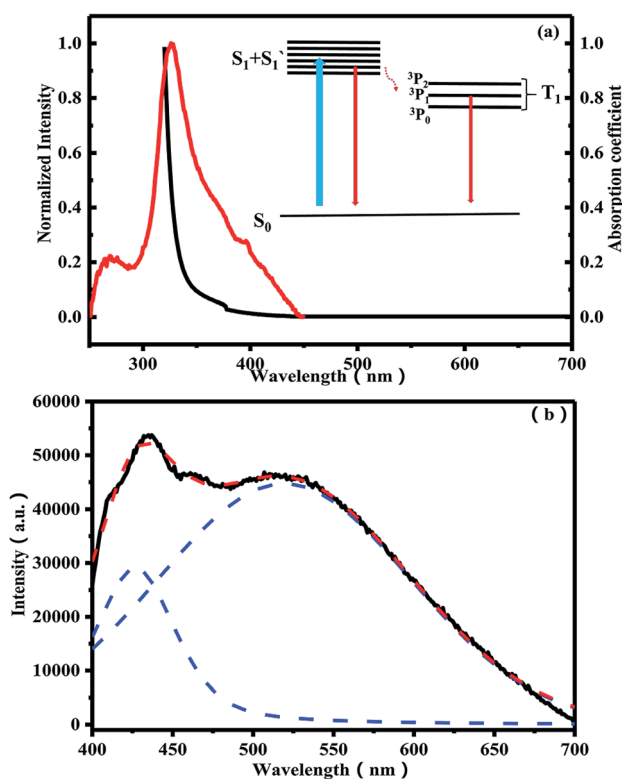 (a)
1.0 1.0
0.8 0.8
0.6 0.6
0.4 0.4
0.2 0.2
0.0 0.0
Normalized Intensity
Absorption coefficient
S₁+S₁`
³P₂
³P₁
³P₀
T₁
S₀
300 400 500 600 700
Wavelength ( nm )
( b )
60000
50000
40000
30000
20000
10000
0
Intensity ( a.u. )
400 450 500 550 600 650 700
Wavelength ( nm )